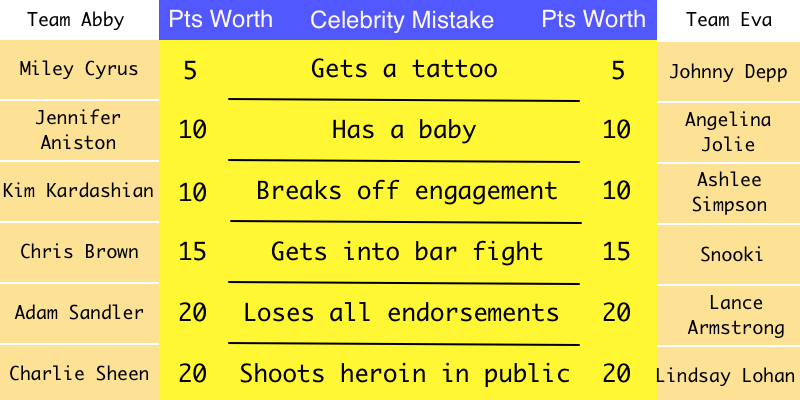 Team Abby Pts Worth Celebrity Mistake Pts Worth Team Eva
Miley Cyrus 5 Gets a tattoo 5 Johnny Depp
Jennifer
Aniston 10 Has a baby 10 Angelina
Jolie
Kim Kardashian 10 Breaks off engagement 10 Ashlee
Simpson
Chris Brown 15 Gets into bar fight 15 Snooki
Adam Sandler 20 Loses all endorsements 20 Lance
Armstrong
Charlie Sheen 20 Shoots heroin in public 20 Lindsay Lohan